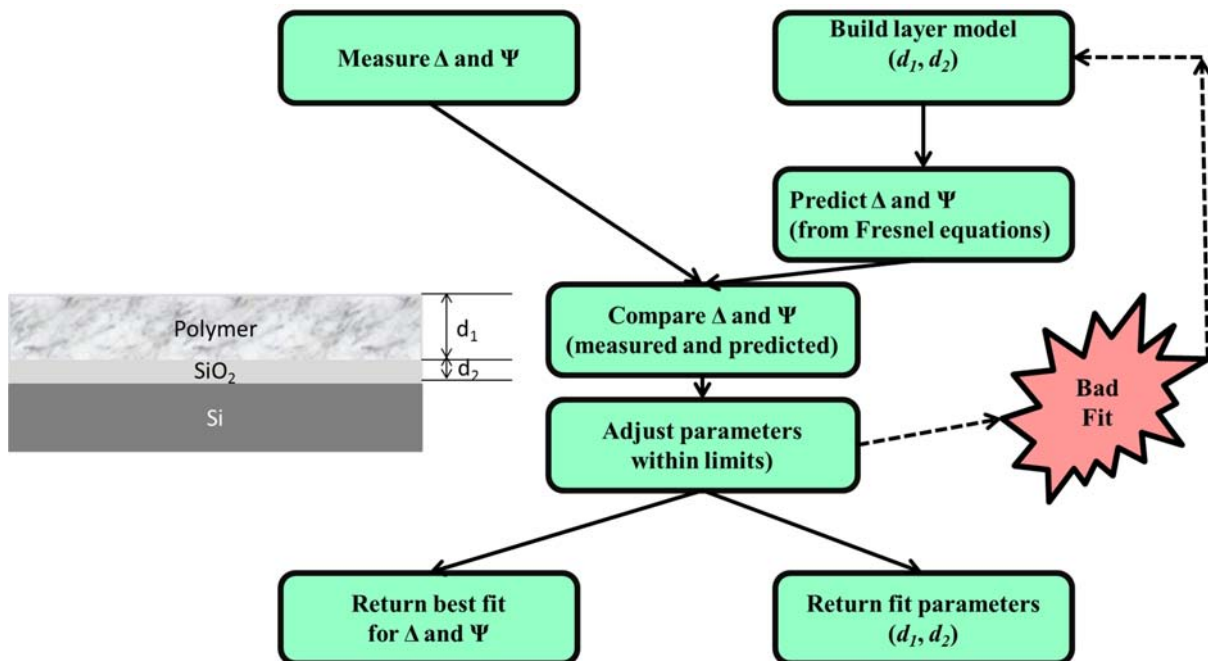 Measure Δ and Ψ
Build layer model
(d₁, d₂)
Predict Δ and Ψ
(from Fresnel equations)
Compare Δ and Ψ
(measured and predicted)
Polymer
d₁
SiO₂
d₂
Si
Bad
Fit
Adjust parameters
within limits)
Return best fit
for Δ and Ψ
Return fit parameters
(d₁, d₂)